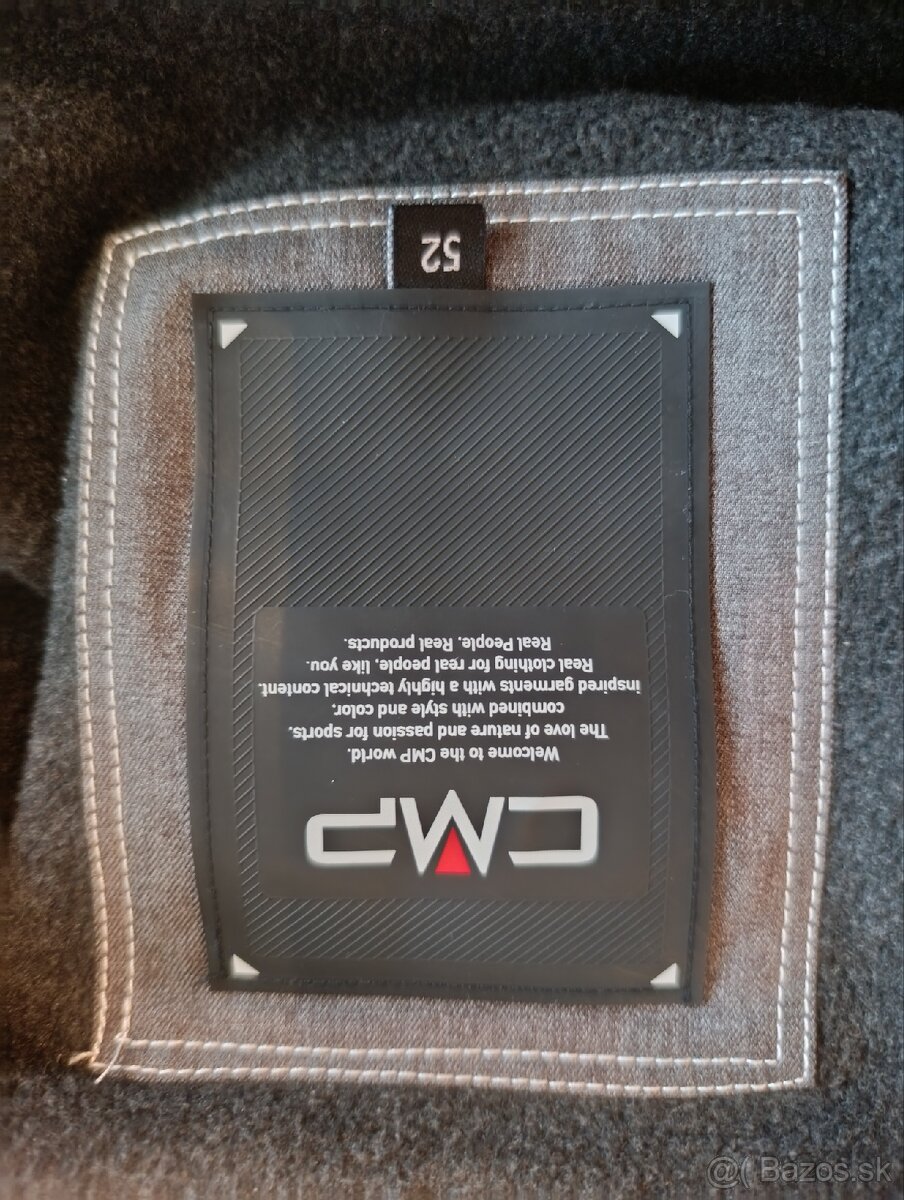 CMP
Welcome to the CMP world.
The love of nature and passion for sports.
combined with style and color.
inspired garments with a highly technical content.
Real clothing for real people, like you.
Real People, Real products.
52
@( Bazos.sk